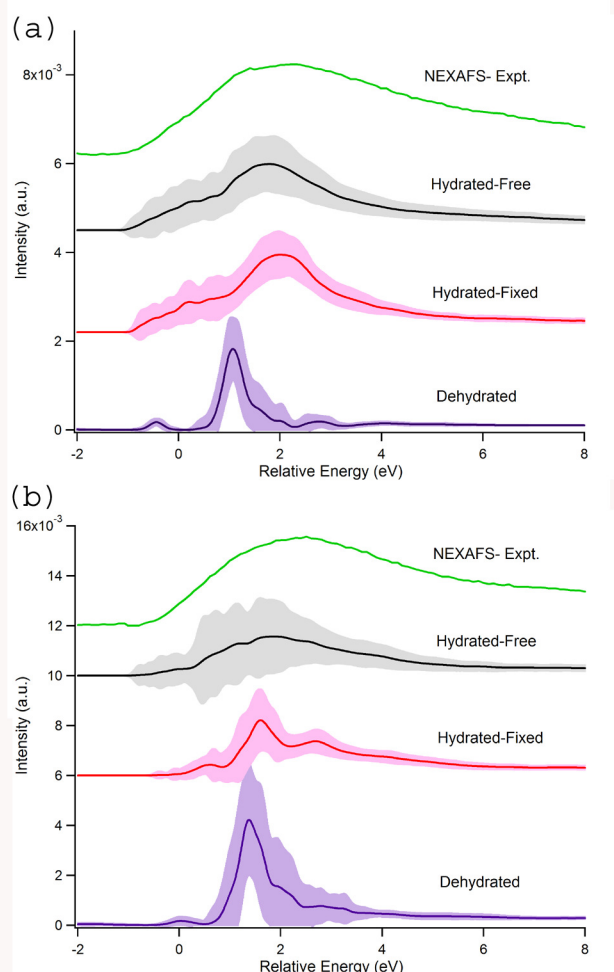 (a)
8x10⁻³
6
4
2
0
Intensity (a.u.)
NEXAFS- Expt.
Hydrated-Free
Hydrated-Fixed
Dehydrated
-2 0 2 4 6 8
Relative Energy (eV)
(b)
16x10⁻³
14
12
10
8
6
4
2
0
Intensity (a.u.)
NEXAFS- Expt.
Hydrated-Free
Hydrated-Fixed
Dehydrated
-2 0 2 4 6 8
Relative Energy (eV)